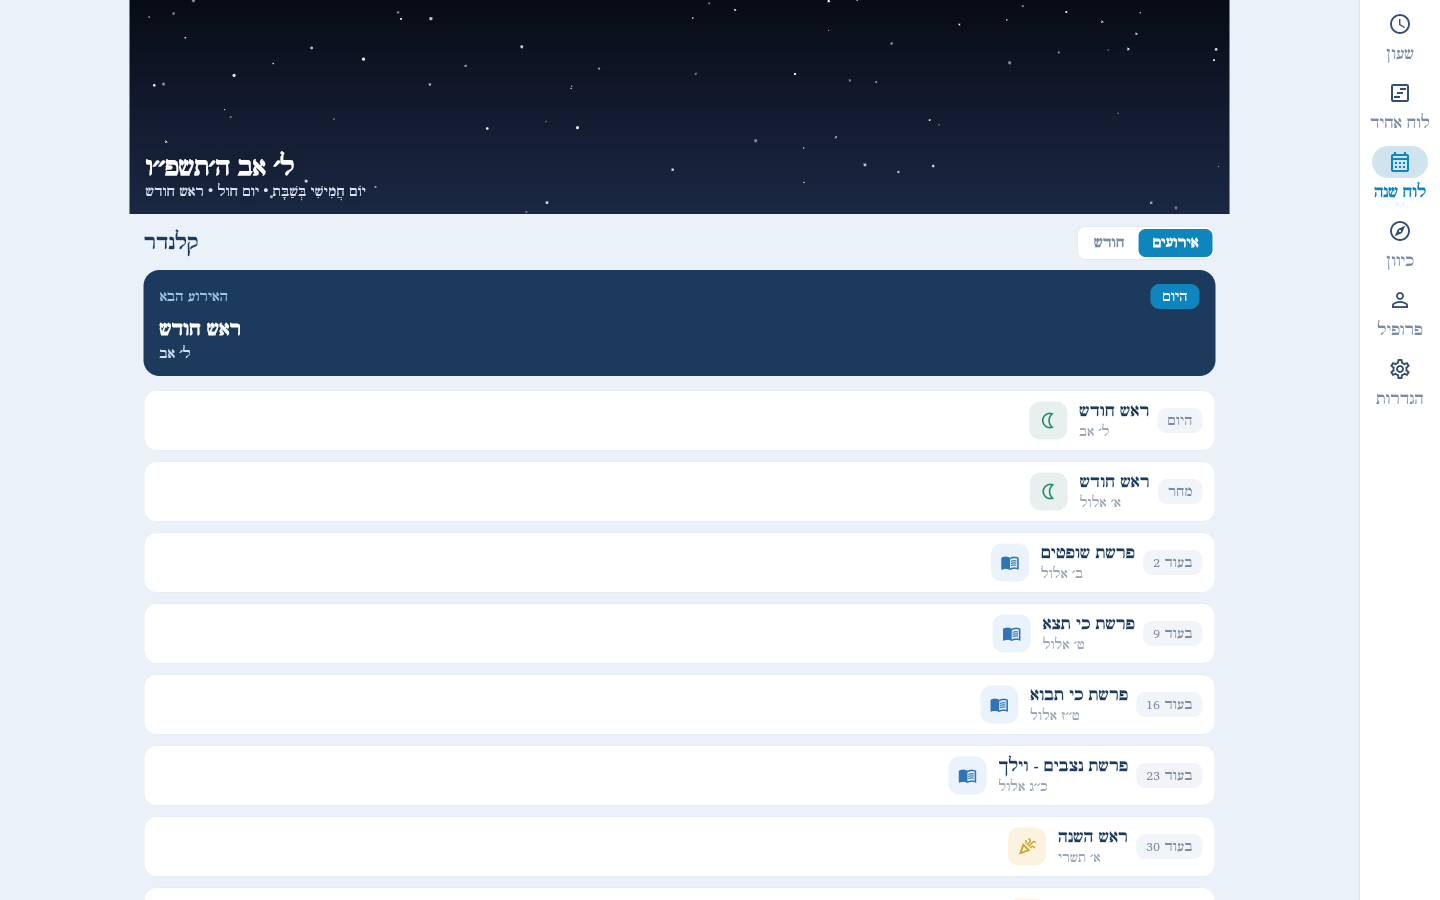 ל׳ אב ה׳תשפ״ו
יוֹם חֲמִישִׁי בְּשַׁבָּת • יום חול • ראש חודש
קלנדר
אירועים
חודש
האירוע הבא
היום
ראש חודש
ל׳ אב
היום
ראש חודש
ל׳ אב
מחר
ראש חודש
א׳ אלול
בעוד 2
פרשת שופטים
ב׳ אלול
בעוד 9
פרשת כי תצא
ט׳ אלול
בעוד 16
פרשת כי תבוא
ט״ז אלול
בעוד 23
פרשת נצבים - וילך
כ״ג אלול
בעוד 30
ראש השנה
א׳ תשרי
שעון
לוח אחיד
לוח שנה
כיוון
פרופיל
הגדרות